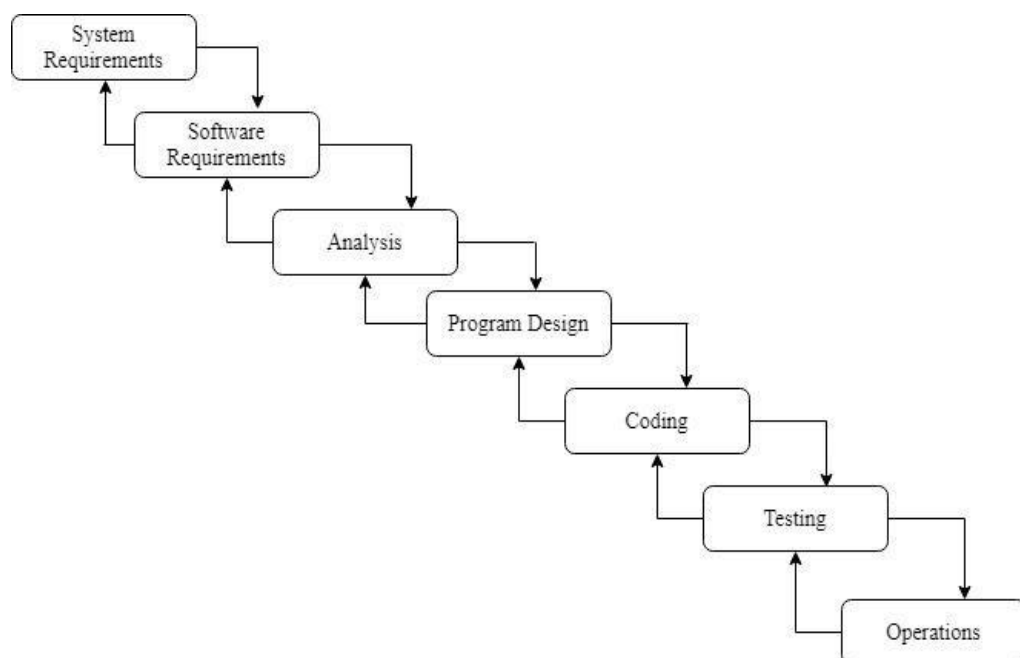 System
Requirements
Software
Requirements
Analysis
Program Design
Coding
Testing
Operations